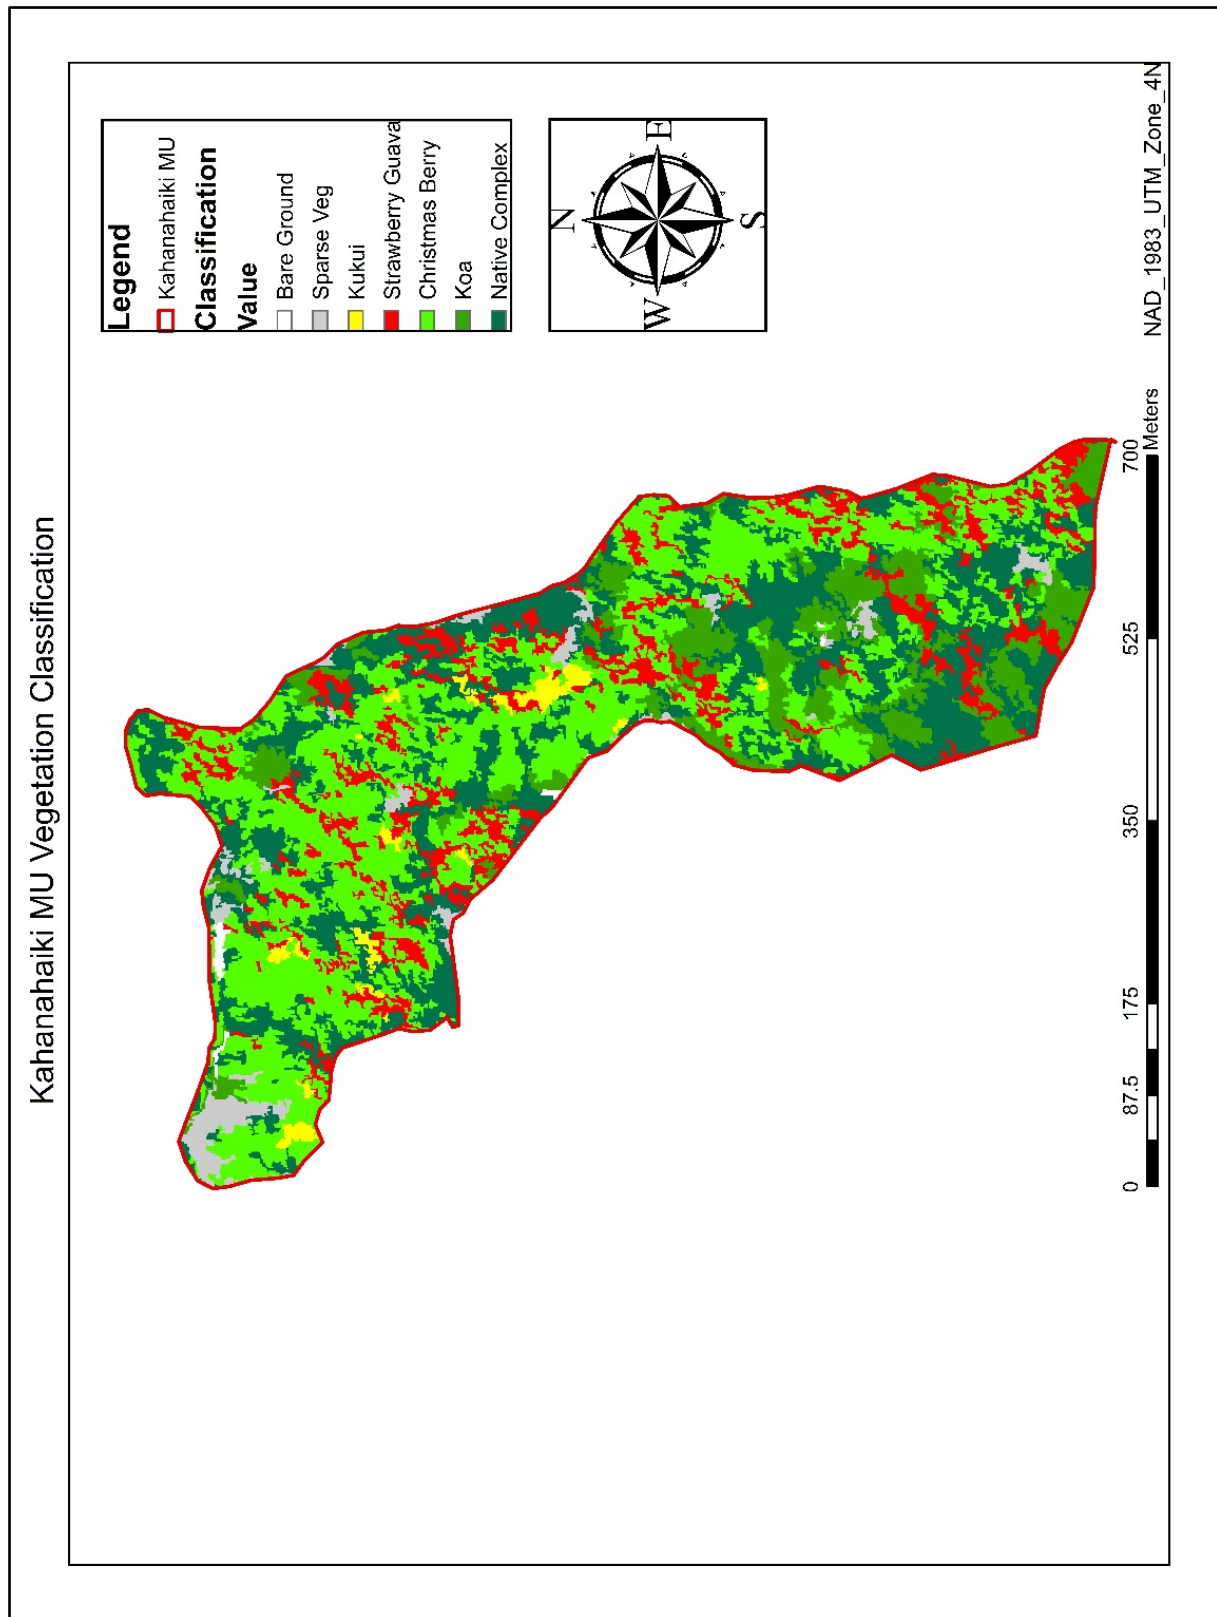 Kahanahaiki MU Vegetation Classification
Legend
Kahanahaiki MU
Classification
Value
Bare Ground
Sparse Veg
Kukui
Strawberry Guava
Christmas Berry
Koa
Native Complex
N
W
E
S
0 87.5 175 350 525 700
Meters
NAD_1983_UTM_Zone_4N